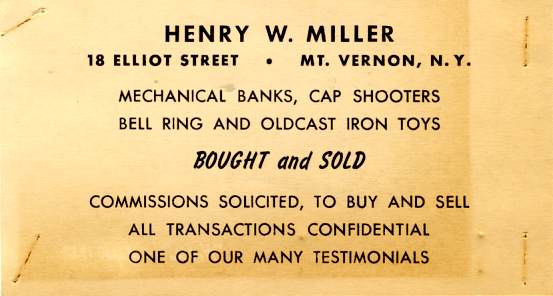 HENRY W. MILLER
18 ELLIOT STREET • MT. VERNON, N.Y.
MECHANICAL BANKS, CAP SHOOTERS
BELL RING AND OLDCAST IRON TOYS
BOUGHT and SOLD
COMMISSIONS SOLICITED, TO BUY AND SELL
ALL TRANSACTIONS CONFIDENTIAL
ONE OF OUR MANY TESTIMONIALS